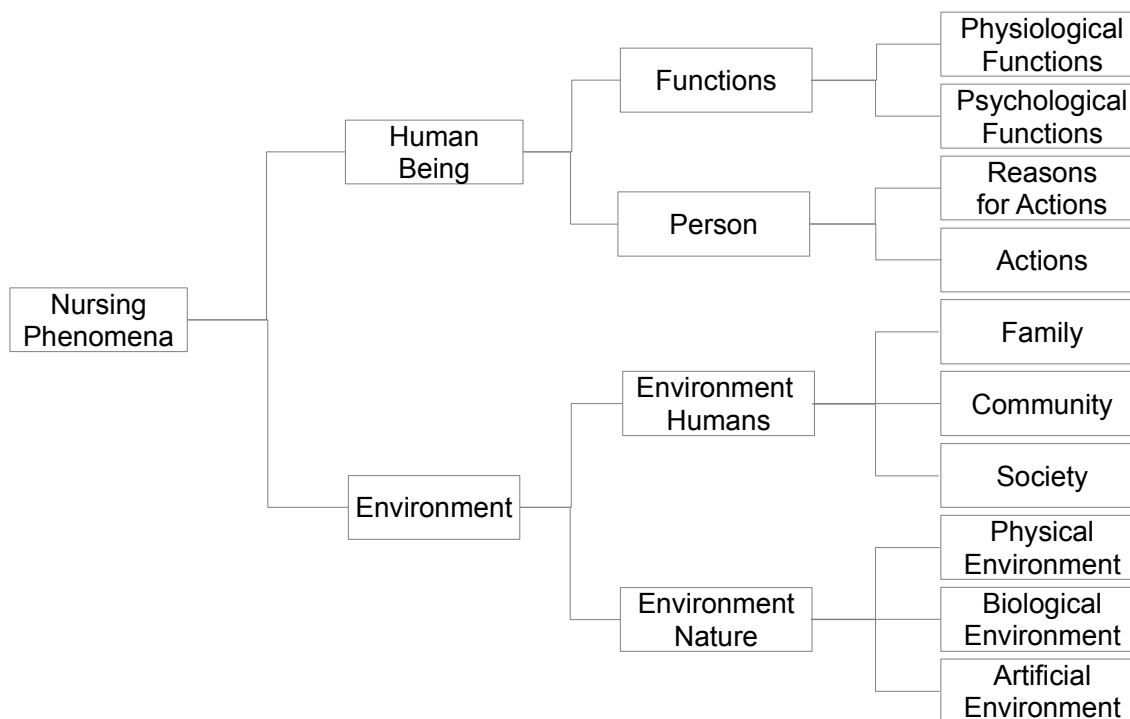 Physiological
Functions
Functions
Psychological
Functions
Human
Being
Reasons
for Actions
Person
Actions
Nursing
Phenomena
Family
Environment
Humans
Community
Society
Environment
Physical
Environment
Environment
Nature
Biological
Environment
Artificial
Environment